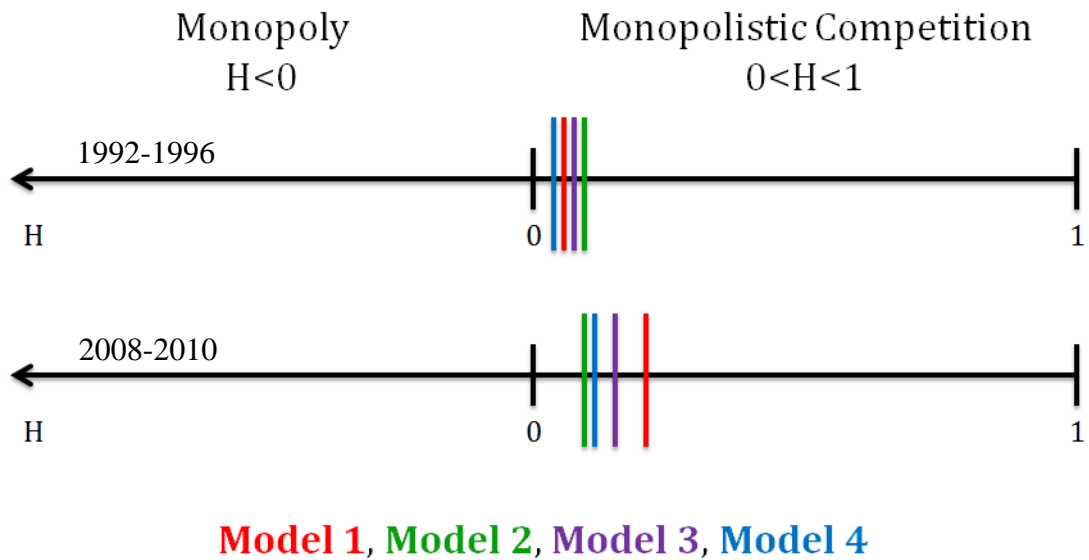 Monopoly
H<0
Monopolistic Competition
0<H<1
1992-1996
H
0
1
2008-2010
H
0
1
Model 1, Model 2, Model 3, Model 4